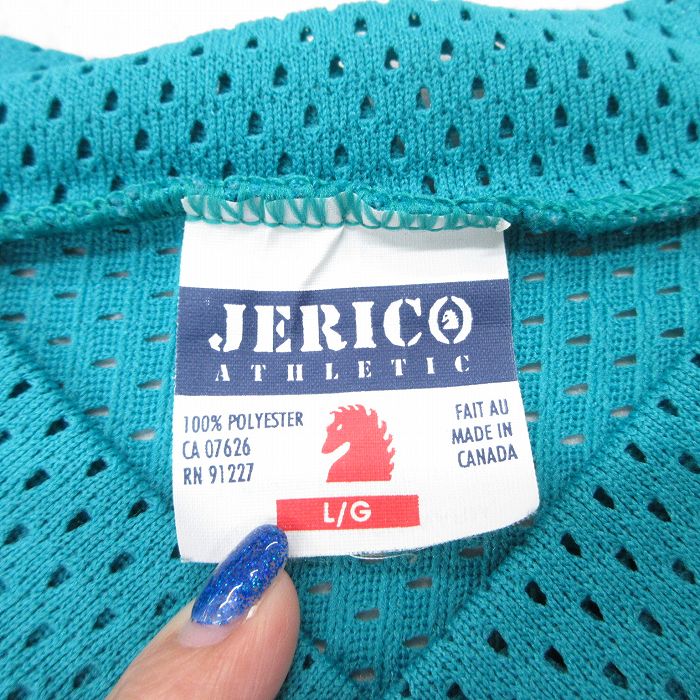 JERICO
ATHLETIC
100% POLYESTER
CA 07626
RN 91227
FAIT AU
MADE IN
CANADA
L/G